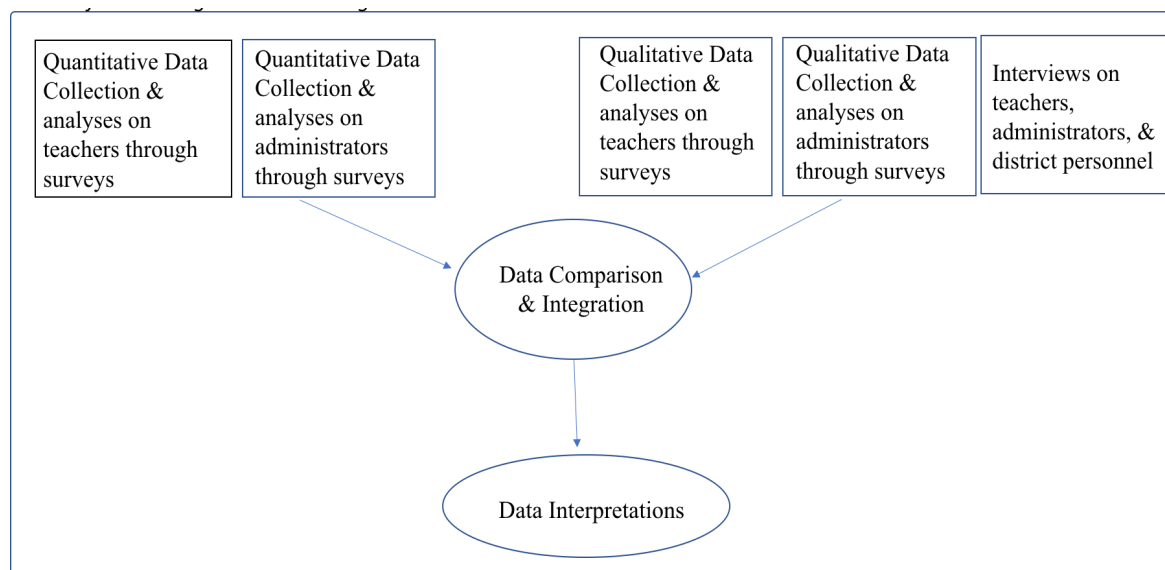 Quantitative Data
Collection &
analyses on
teachers through
surveys
Quantitative Data
Collection &
analyses on
administrators
through surveys
Qualitative Data
Collection &
analyses on
teachers through
surveys
Qualitative Data
Collection &
analyses on
administrators
through surveys
Interviews on
teachers,
administrators, &
district personnel
Data Comparison
& Integration
Data Interpretations